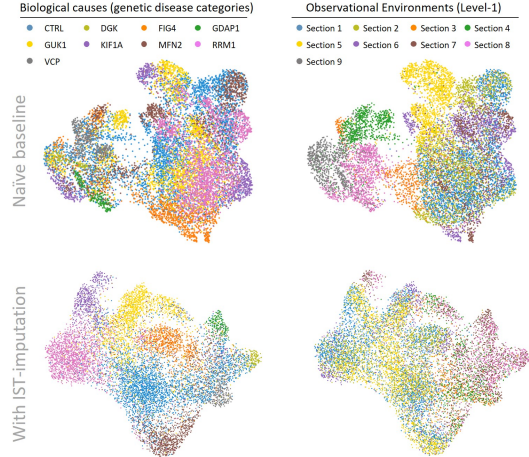 Biological causes (genetic disease categories)
CTRL DGK FIG4 GDAP1
GUK1 KIF1A MFN2 RRM1
VCP
Observational Environments (Level-1)
Section 1 Section 2 Section 3 Section 4
Section 5 Section 6 Section 7 Section 8
Section 9
Naïve baseline
With IST-imputation